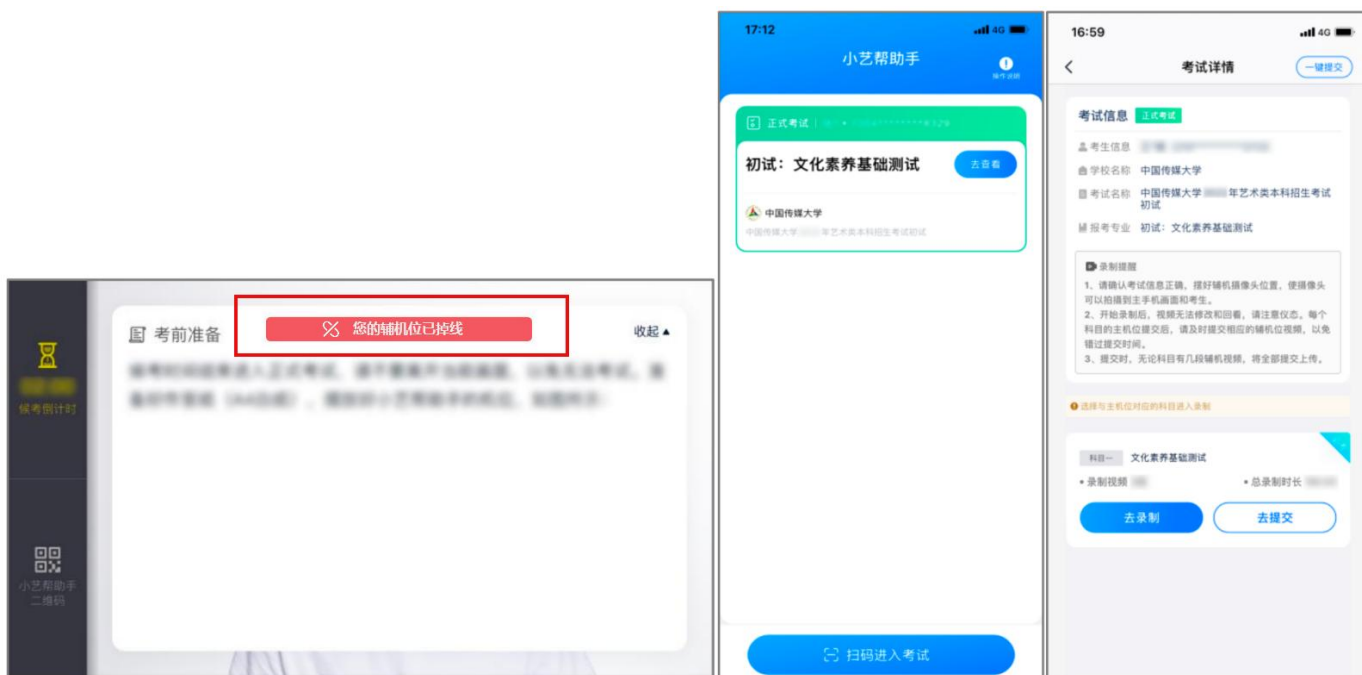 考前准备
您的辅机位已掉线
收起▲
候考倒计时
小艺帮助手
二维码
17:12
4G
小艺帮助手
操作说明
正式考试
初试：文化素养基础测试
去查看
中国传媒大学
中国传媒大学 年艺术类本科招生考试初试
扫码进入考试
16:59
4G
考试详情
一键提交
考试信息 正式考试
考生信息
学校名称 中国传媒大学
考试名称 中国传媒大学 年艺术类本科招生考试
初试
报考专业 初试：文化素养基础测试
录制提醒
1、请确认考试信息正确，摆好辅机摄像头位置，使摄像头
可以拍摄到主手机画面和考生。
2、开始录制后，视频无法修改和回看，请注意仪态。每个
科目的主机位提交后，请及时提交相应的辅机位视频，以免
错过提交时间。
3、提交时，无论科目有几段辅机视频，将全部提交上传。
选择与主机位对应的科目进入录制
科目一 文化素养基础测试
•录制视频
•总录制时长
去录制
去提交